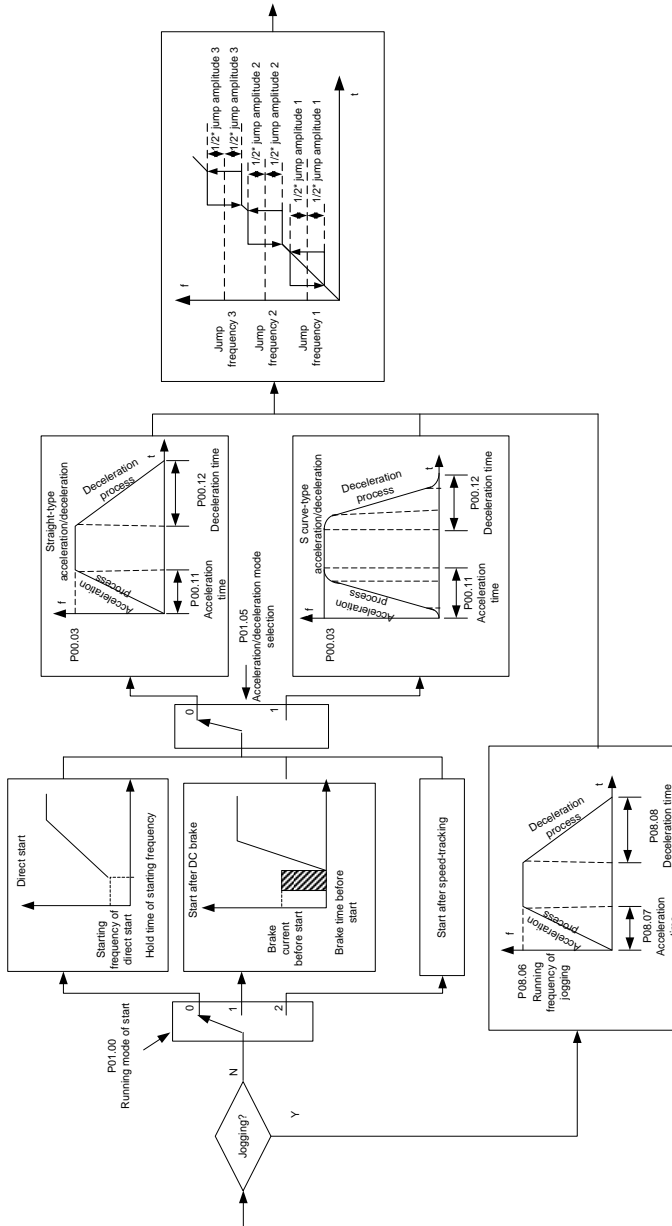 Jogging?
N
Y
P01.00
Running mode of start
0
1
2
Direct start
Starting
frequency of
direct start
Hold time of starting frequency
Start after DC brake
Brake
current
before start
Brake time before
start
Start after speed-tracking
P08.06
Running
frequency of
jogging
f
Acceleration
process
Deceleration
process
t
P08.07
Acceleration
P08.08
Deceleration time
0
1
P01.05
Acceleration/deceleration mode
selection
Straight-type
acceleration/deceleration
f
P00.03
Acceleration
process
Deceleration
process
t
P00.11
Acceleration
time
P00.12
Deceleration time
S curve-type
acceleration/deceleration
f
P00.03
Acceleration
process
Deceleration
process
t
P00.11
Acceleration
time
P00.12
Deceleration time
f
Jump
frequency 3
Jump
frequency 2
Jump
frequency 1
1/2* jump amplitude 3
1/2* jump amplitude 3
1/2* jump amplitude 2
1/2* jump amplitude 2
1/2* jump amplitude 1
1/2* jump amplitude 1
t